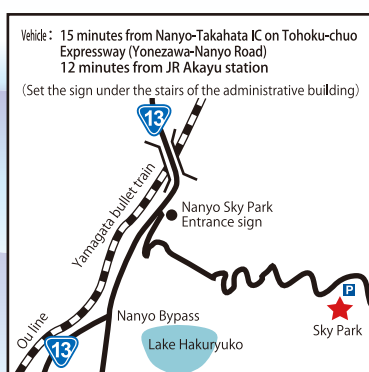 Vehicle : 15 minutes from Nanyo-Takahata IC on Tohoku-chuo
Expressway (Yonezawa-Nanyo Road)
12 minutes from JR Akayu station
(Set the sign under the stairs of the administrative building)
13
Yamagata bullet train
Nanyo Sky Park
Entrance sign
P
Sky Park
Ou line
Nanyo Bypass
13
Lake Hakuryuko